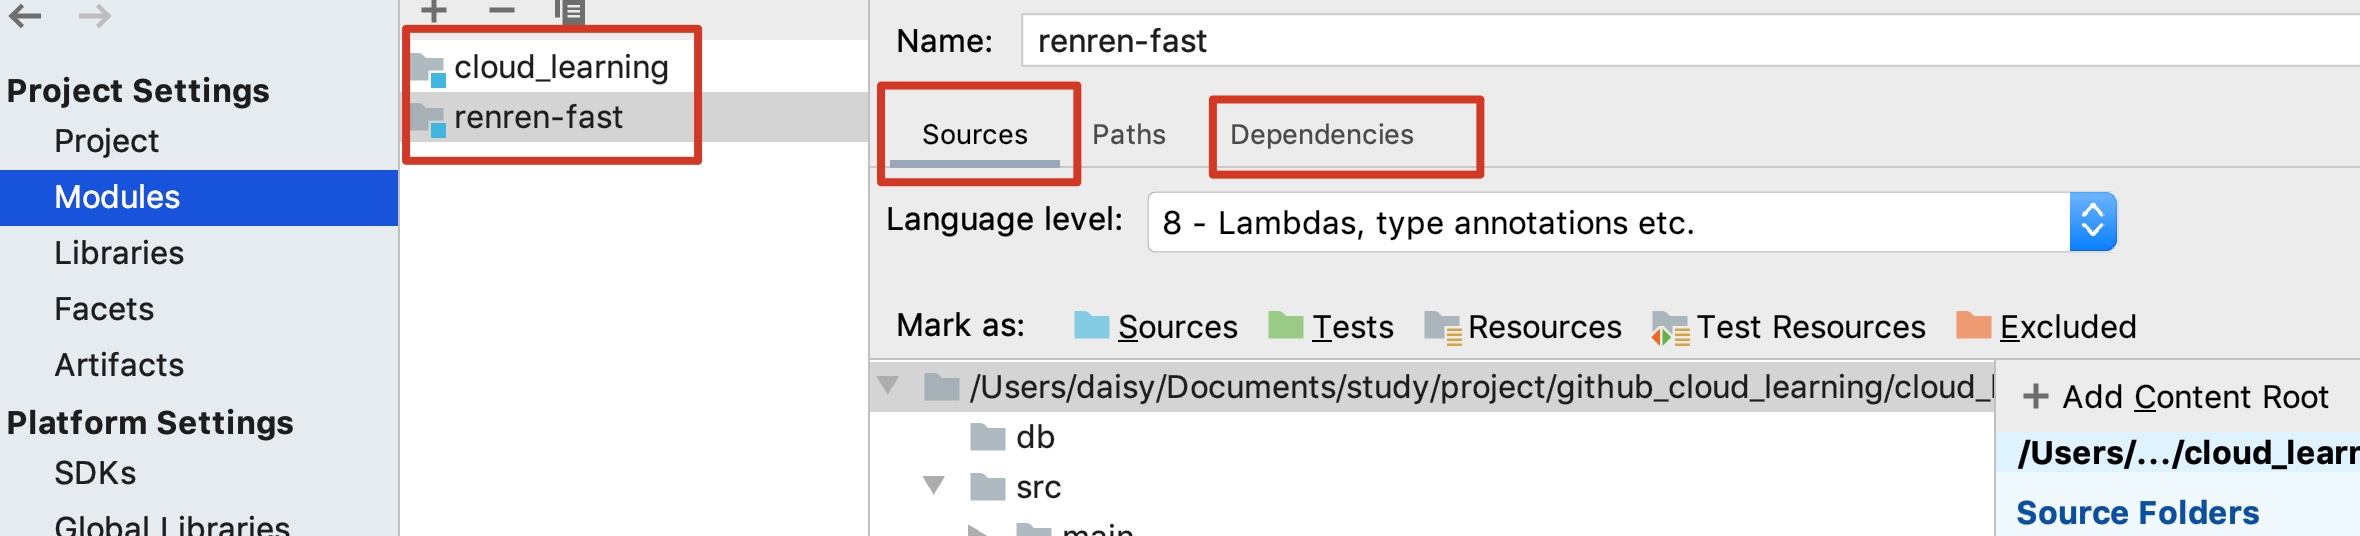 Project Settings
Project
Modules
Libraries
Facets
Artifacts
Platform Settings
SDKs
Global Libraries
cloud_learning
renren-fast
Name: renren-fast
Sources Paths Dependencies
Language level: 8 - Lambdas, type annotations etc.
Mark as: Sources Tests Resources Test Resources Excluded
/Users/daisy/Documents/study/project/github_cloud_learning/cloud_l
db
src
main
+ Add Content Root
/Users/.../cloud_learr
Source Folders